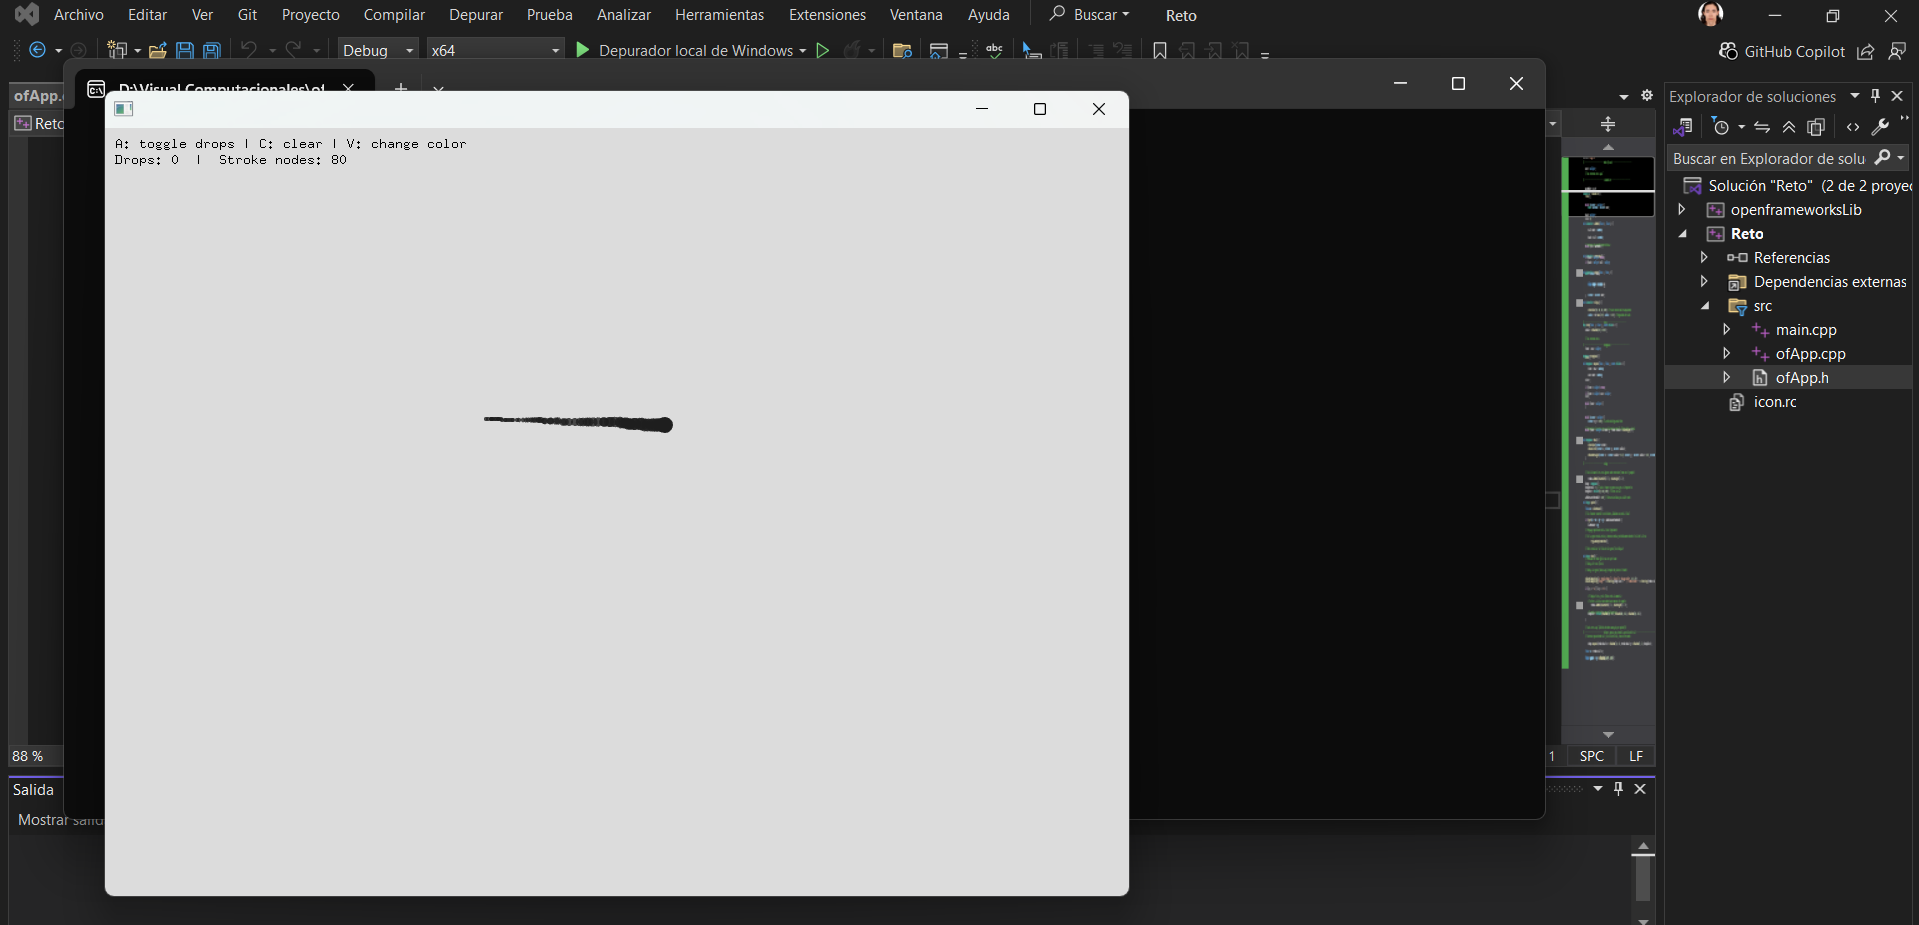 Archivo Editar Ver Git Proyecto Compilar Depurar Prueba Analizar Herramientas Extensiones Ventana Ayuda Buscar Reto
Debug x64 Depurador local de Windows abc GitHub Copilot
D:\Visual Computacionales\of
ofApp.
Reto
A: toggle drops | C: clear | V: change color
Drops: 0 | Stroke nodes: 80
Explorador de soluciones
Buscar en Explorador de solu
Solución "Reto" (2 de 2 proyec
openframeworksLib
Reto
Referencias
Dependencias externas
src
main.cpp
ofApp.cpp
ofApp.h
icon.rc
88 %
1 SPC LF
Salida
Mostrar salid